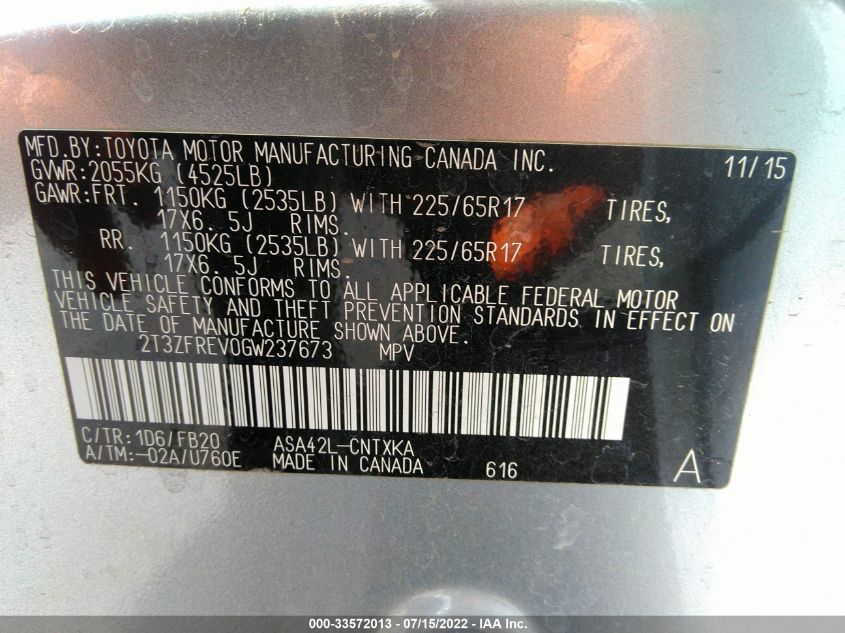 MFD.BY:TOYOTA MOTOR MANUFACTURING CANADA INC. 11/15
GVWR:2055KG (4525LB)
GAWR:FRT. 1150KG (2535LB) WITH 225/65R17 TIRES,
17X6. 5J RIMS.
RR. 1150KG (2535LB) WITH 225/65R17 TIRES,
17X6. 5J RIMS.
THIS VEHICLE CONFORMS TO ALL APPLICABLE FEDERAL MOTOR
VEHICLE SAFETY AND THEFT PREVENTION STANDARDS IN EFFECT ON
THE DATE OF MANUFACTURE SHOWN ABOVE.
2T3ZFREV0GW237673 MPV
C/TR:1D6/FB20 ASA42L-CNTXKA
A/TM:-02A/U760E MADE IN CANADA 616 A
000-33572013 - 07/15/2022 - IAA Inc.